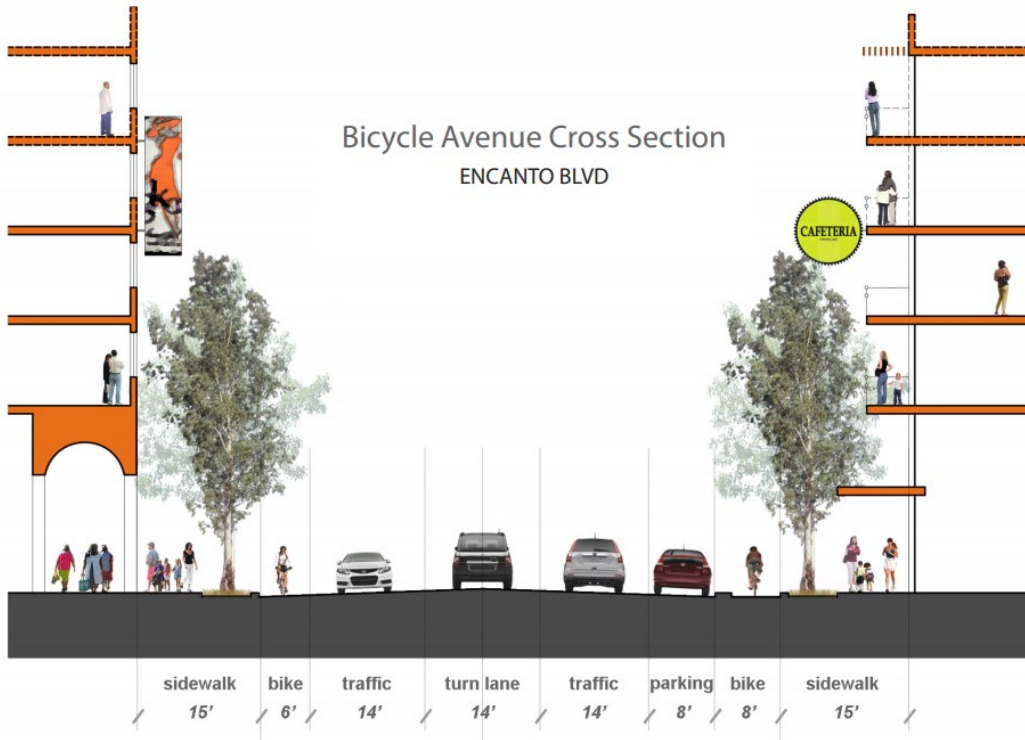 Bicycle Avenue Cross Section
ENCANTO BLVD
CAFETERIA
sidewalk bike traffic turn lane traffic parking bike sidewalk
15' 6' 14' 14' 14' 8' 8' 15'